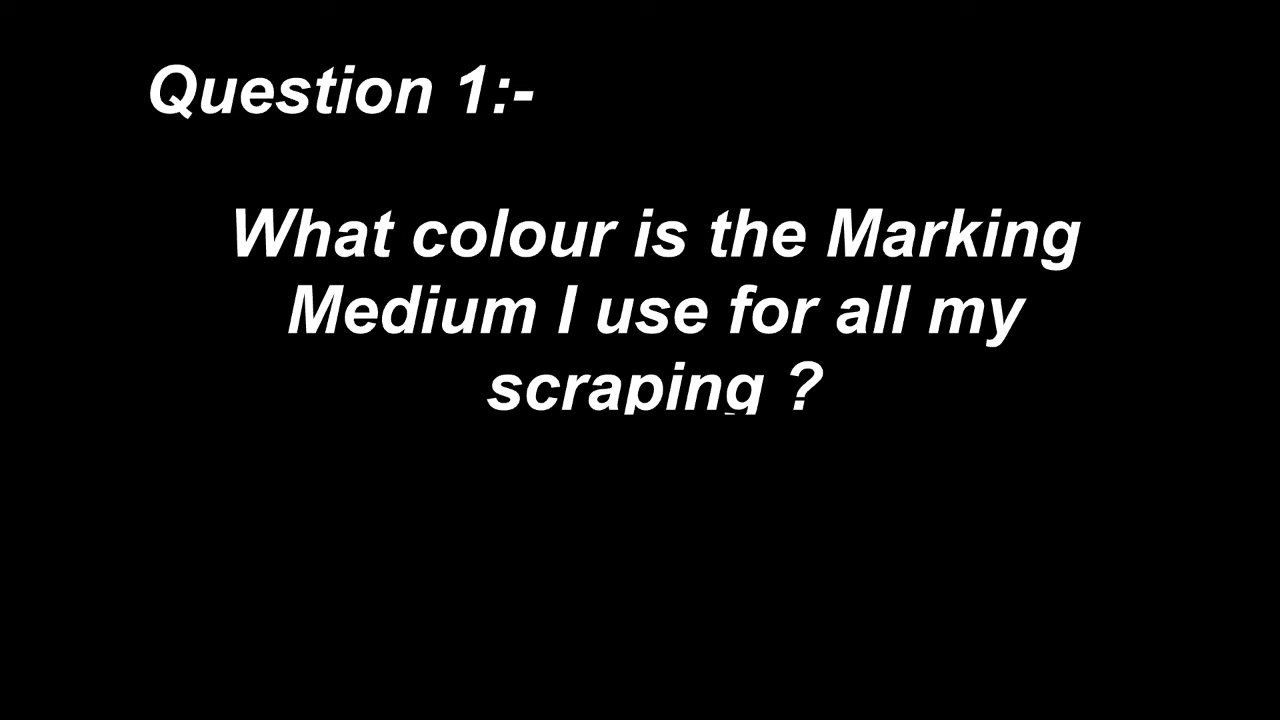 Question 1:-
What colour is the Marking
Medium I use for all my
scraping ?